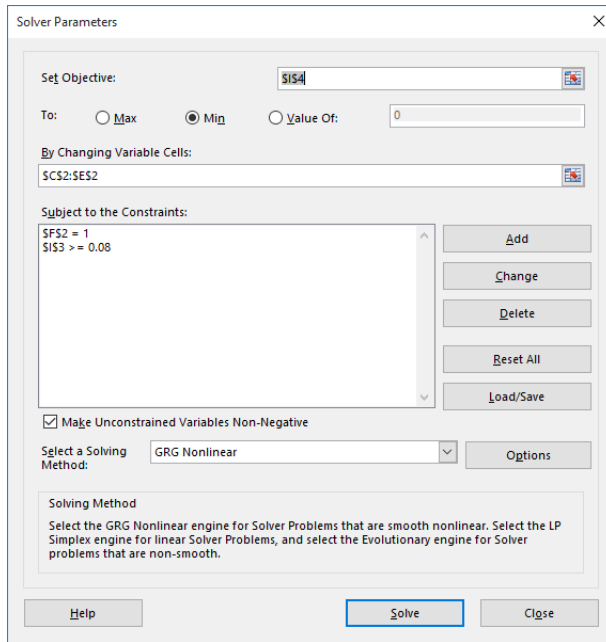 Solver Parameters
Set Objective:
$I$4
To:
Max
Min
Value Of:
0
By Changing Variable Cells:
$C$2:$E$2
Subject to the Constraints:
$F$2 = 1
$I$3 >= 0.08
Add
Change
Delete
Reset All
Load/Save
Make Unconstrained Variables Non-Negative
Select a Solving
Method:
GRG Nonlinear
Options
Solving Method
Select the GRG Nonlinear engine for Solver Problems that are smooth nonlinear. Select the LP
Simplex engine for linear Solver Problems, and select the Evolutionary engine for Solver
problems that are non-smooth.
Help
Solve
Close